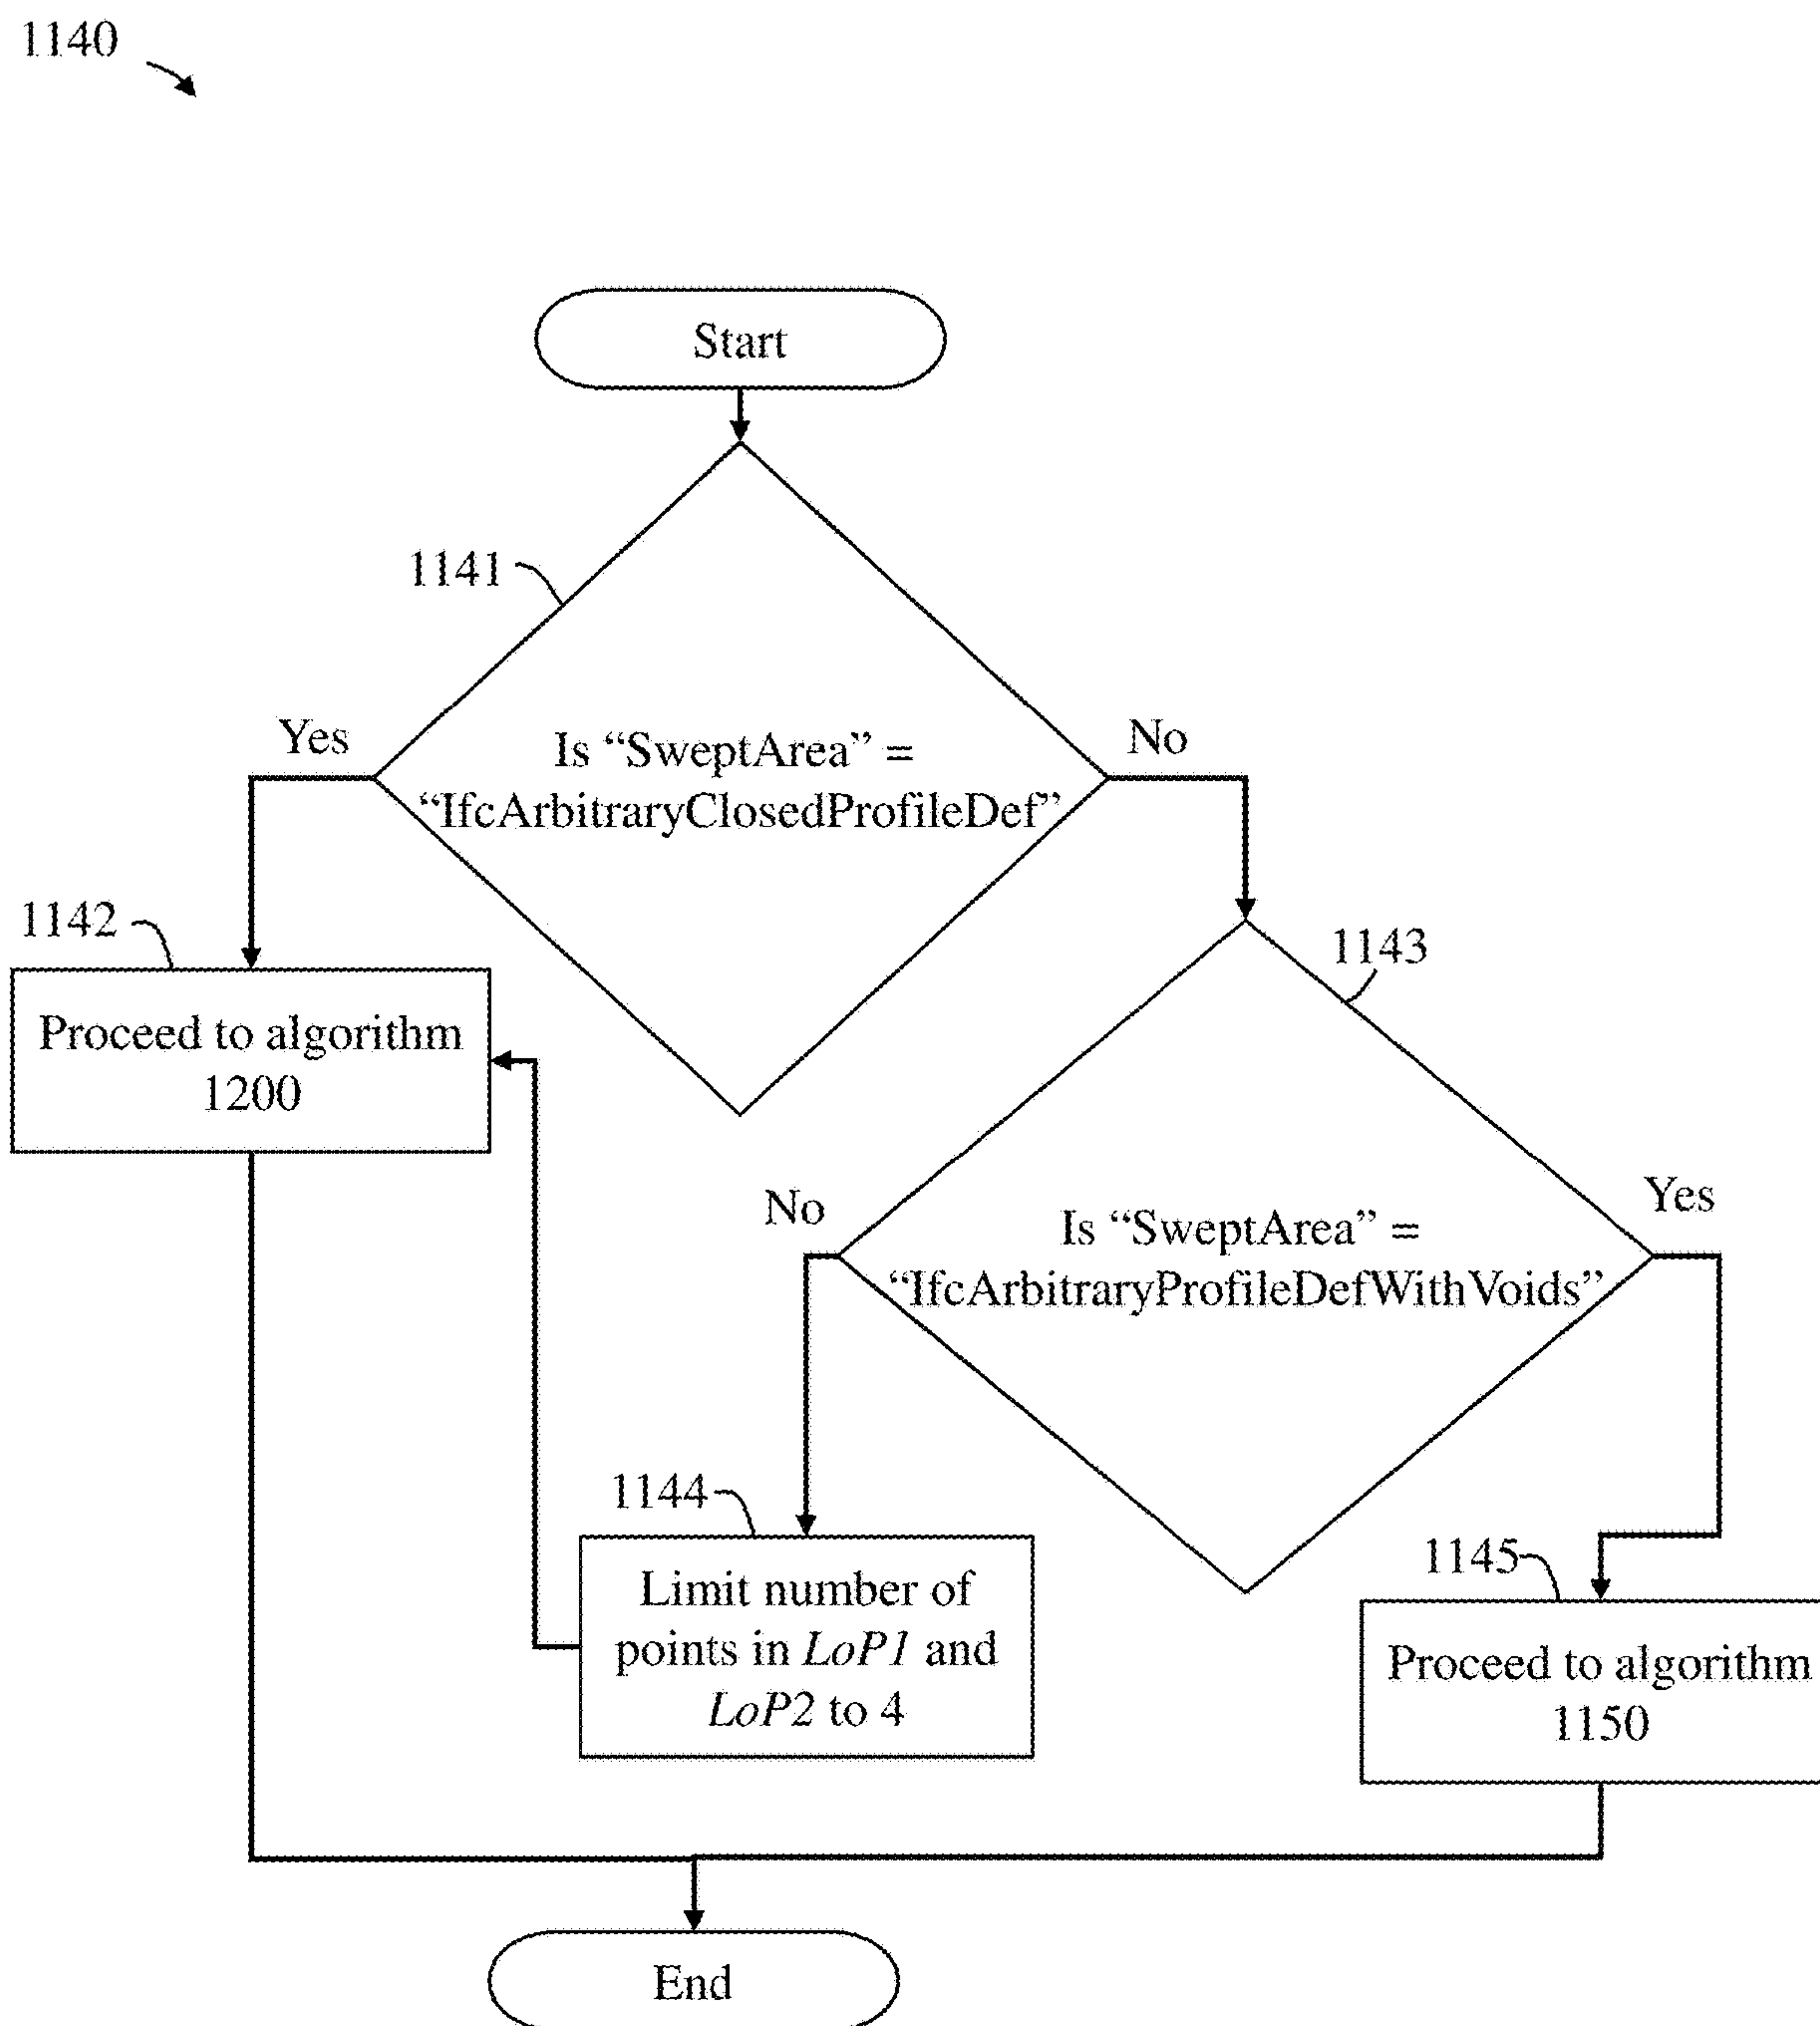 1140
Start
1141
Yes
No
Is “SweptArea” =
“IfcArbitraryClosedProfileDef”
1142
1143
Proceed to algorithm
1200
No
Yes
Is “SweptArea” =
“IfcArbitraryProfileDefWithVoids”
1144
1145
Limit number of
points in LoP1 and
LoP2 to 4
Proceed to algorithm
1150
End